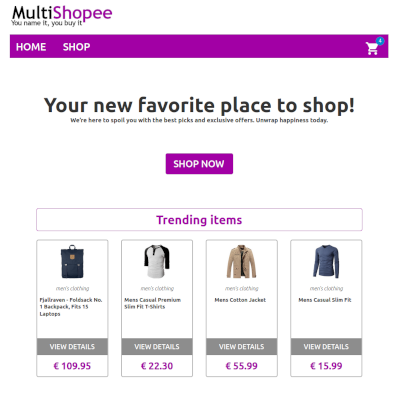 MultiShopee
You name it, you buy it
HOME SHOP
4
Your new favorite place to shop!
We're here to spoil you with the best picks and exclusive offers. Unwrap happiness today.
SHOP NOW
Trending items
men's clothing
Fjallraven - Foldsack No.
1 Backpack, Fits 15
Laptops
VIEW DETAILS
€ 109.95
men's clothing
Mens Casual Premium
Slim Fit T-Shirts
VIEW DETAILS
€ 22.30
men's clothing
Mens Cotton Jacket
VIEW DETAILS
€ 55.99
men's clothing
Mens Casual Slim Fit
VIEW DETAILS
€ 15.99